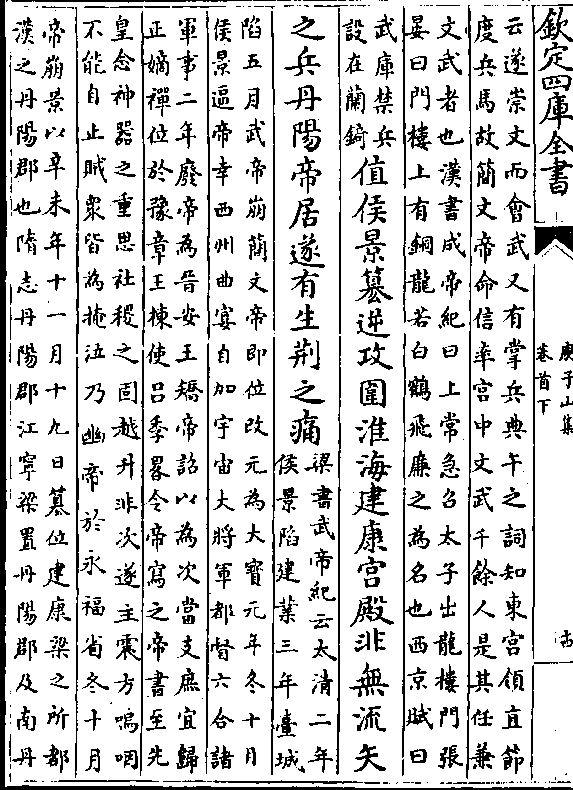 欽定四庫全書
庾子山集
卷首下
云遂崇文而會武又有掌兵典午之詞知東宮領直節
度兵馬故簡文帝命信率宮中文武千餘人是其任兼
文武者也漢書成帝紀曰上常急召太子出龍樓門張
晏曰門樓上有銅龍若白鶴飛廉之為名也西京賦曰
武庫禁兵
設在蘭錡
值侯景簒逆攻圍淮海建康宮殿非無流矢
之兵丹陽帝居遂有生荆之痛
梁書武帝紀云太清二年
侯景陷建業三年臺城
陷五月武帝崩簡文帝即位改元為大寳元年冬十月
侯景逼帝幸西州曲宴自加宇宙大將軍都督六合諸
軍事二年廢帝為晉安王矯帝詔以為次當支庶宜歸
正嫡禪位於豫章王棟使吕季畧令帝寫之帝書至先
皇念神器之重思社稷之固越升非次遂主震方嗚咽
不能自止賊衆皆為掩泣乃幽帝於永福省冬十月
帝崩景以辛未年十一月十九日簒位建康梁之所都
漢之丹陽郡也隋志丹陽郡江寧梁置丹陽郡及南丹